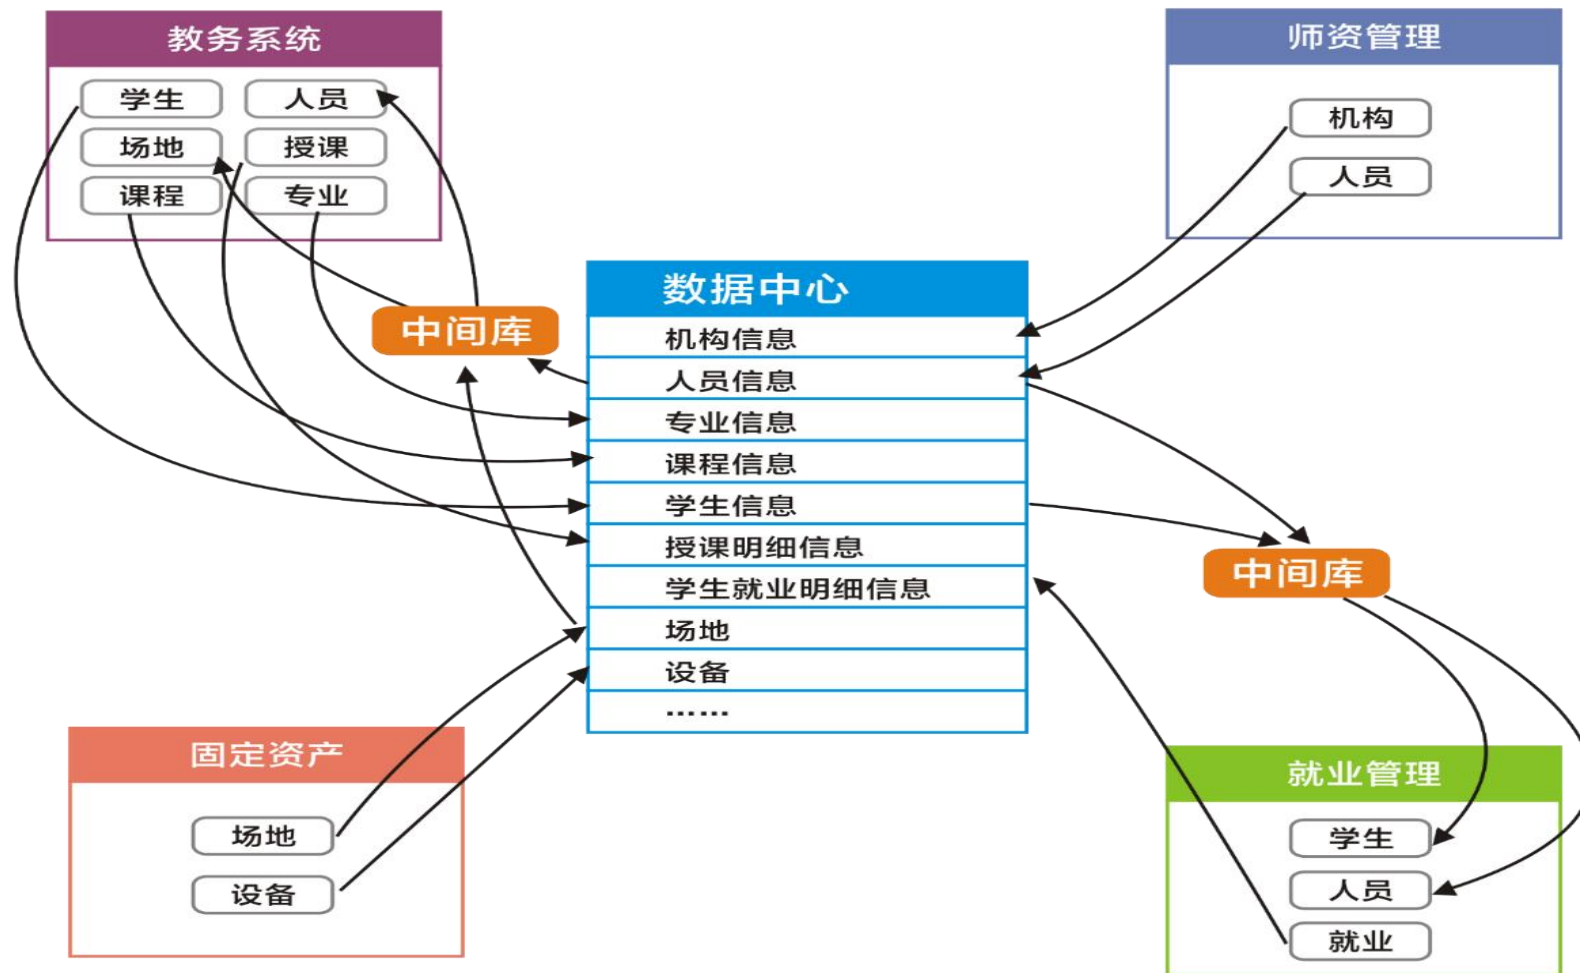 教务系统
学生
人员
场地
授课
课程
专业
师资管理
机构
人员
中间库
数据中心
机构信息
人员信息
专业信息
课程信息
学生信息
授课明细信息
学生就业明细信息
场地
设备
……
中间库
固定资产
场地
设备
就业管理
学生
人员
就业